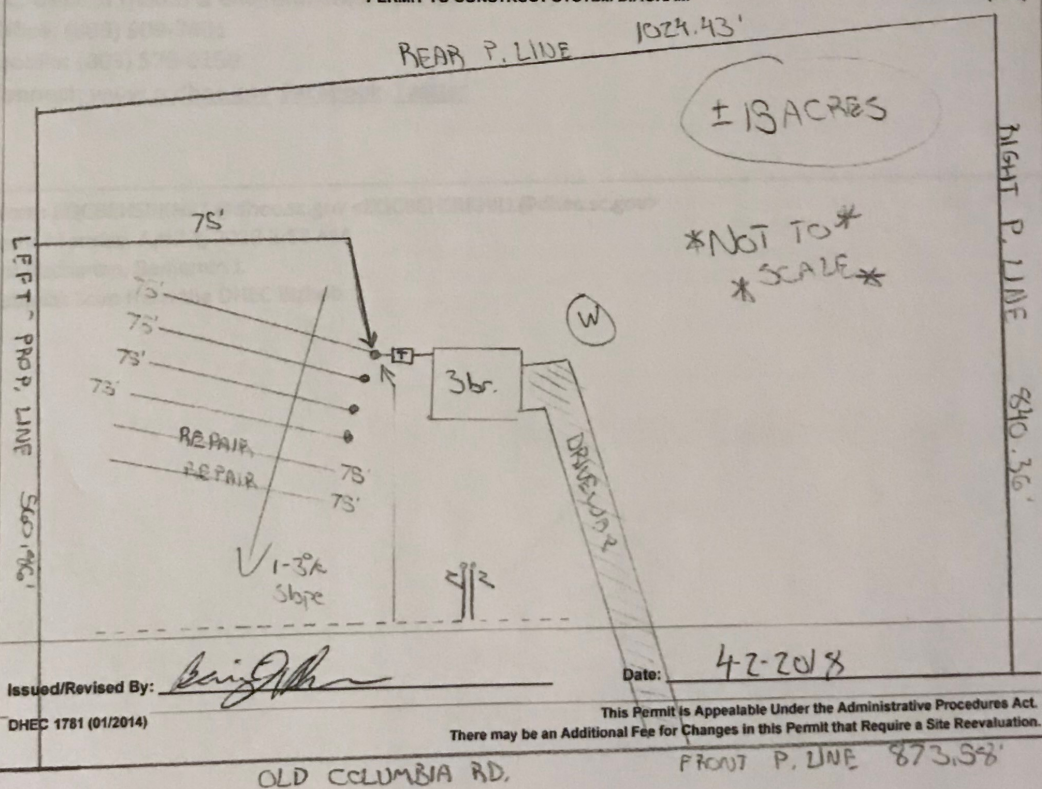 REAR P. LINE 1024.43'
± 13 ACRES
RIGHT P. LINE 840.36'
75'
*NOT TO*
*SCALE*
LEFT PROP. LINE 560.96'
75'
75'
75'
73'
W
T
3br.
REPAIR
REPAIR
75'
75'
DRIVEWAY
1-3%
Slope
Issued/Revised By:
Date: 4-2-2018
DHEC 1781 (01/2014)
This Permit is Appealable Under the Administrative Procedures Act.
There may be an Additional Fee for Changes in this Permit that Require a Site Reevaluation.
OLD COLUMBIA RD.
FRONT P. LINE 873.58'